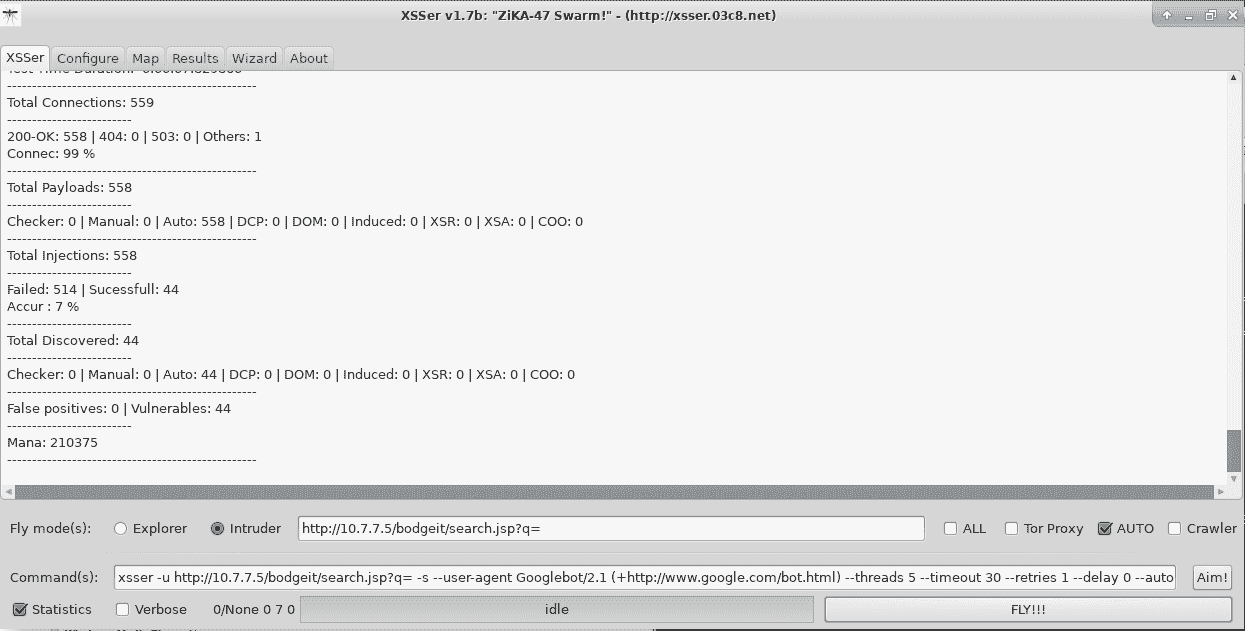 XSSer v1.7b: "ZiKA-47 Swarm!" - (http://xsser.03c8.net)
XSSer Configure Map Results Wizard About
--------------------------------------------------
Total Connections: 559
-------------------------
200-OK: 558 | 404: 0 | 503: 0 | Others: 1
Connec: 99 %
--------------------------------------------------
Total Payloads: 558
-------------------------
Checker: 0 | Manual: 0 | Auto: 558 | DCP: 0 | DOM: 0 | Induced: 0 | XSR: 0 | XSA: 0 | COO: 0
--------------------------------------------------
Total Injections: 558
-------------------------
Failed: 514 | Sucessfull: 44
Accur : 7 %
-------------------------
Total Discovered: 44
-------------------------
Checker: 0 | Manual: 0 | Auto: 44 | DCP: 0 | DOM: 0 | Induced: 0 | XSR: 0 | XSA: 0 | COO: 0
--------------------------------------------------
False positives: 0 | Vulnerables: 44
-------------------------
Mana: 210375
--------------------------------------------------
Fly mode(s): Explorer Intruder http://10.7.7.5/bodgeit/search.jsp?q= ALL Tor Proxy AUTO Crawler
Command(s): xsser -u http://10.7.7.5/bodgeit/search.jsp?q= -s --user-agent Googlebot/2.1 (+http://www.google.com/bot.html) --threads 5 --timeout 30 --retries 1 --delay 0 --auto Aim!
Statistics Verbose 0/None 0 7 0 idle FLY!!!